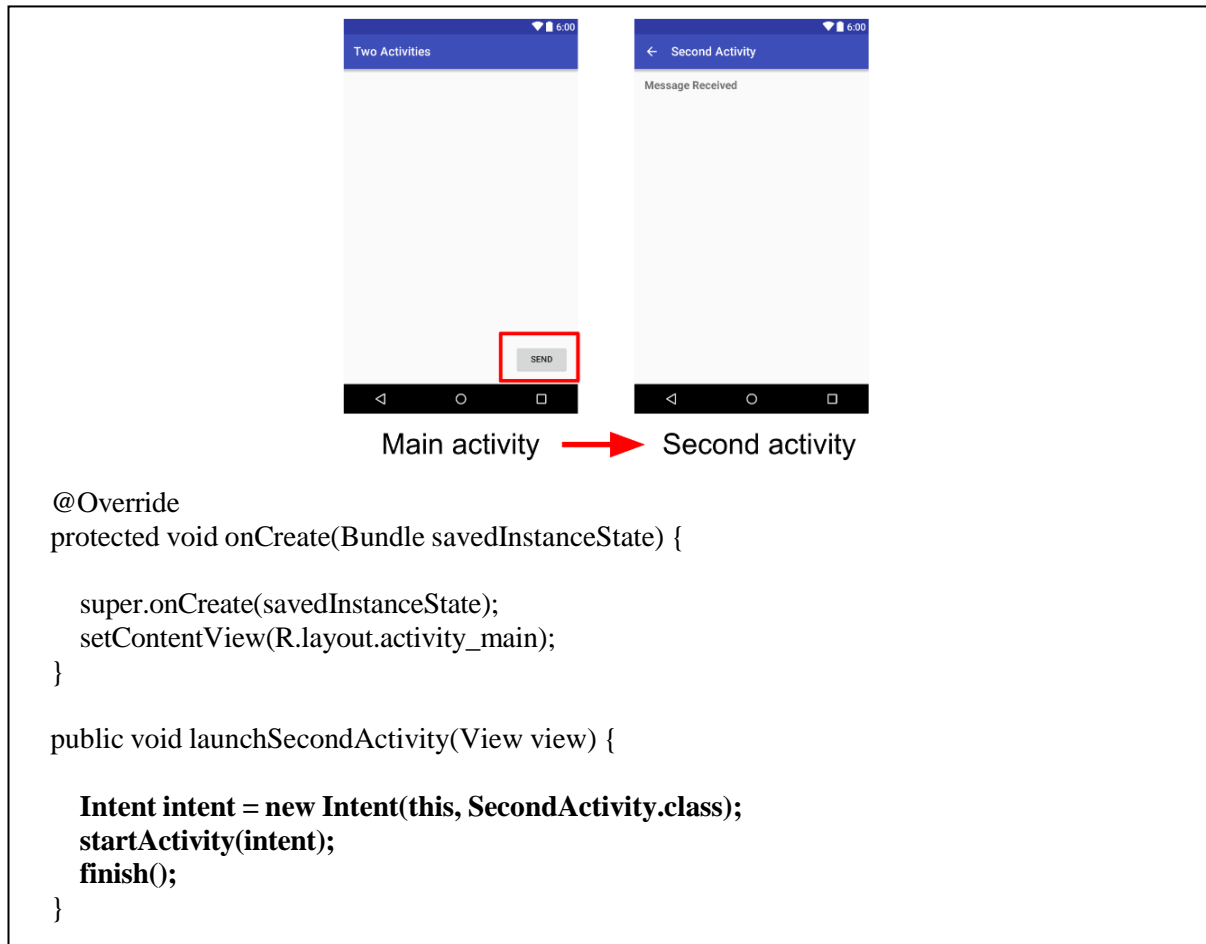 6:00
Two Activities
SEND
6:00
Second Activity
Message Received
Main activity
Second activity
@Override
protected void onCreate(Bundle savedInstanceState) {
super.onCreate(savedInstanceState);
setContentView(R.layout.activity_main);
}
public void launchSecondActivity(View view) {
Intent intent = new Intent(this, SecondActivity.class);
startActivity(intent);
finish();
}